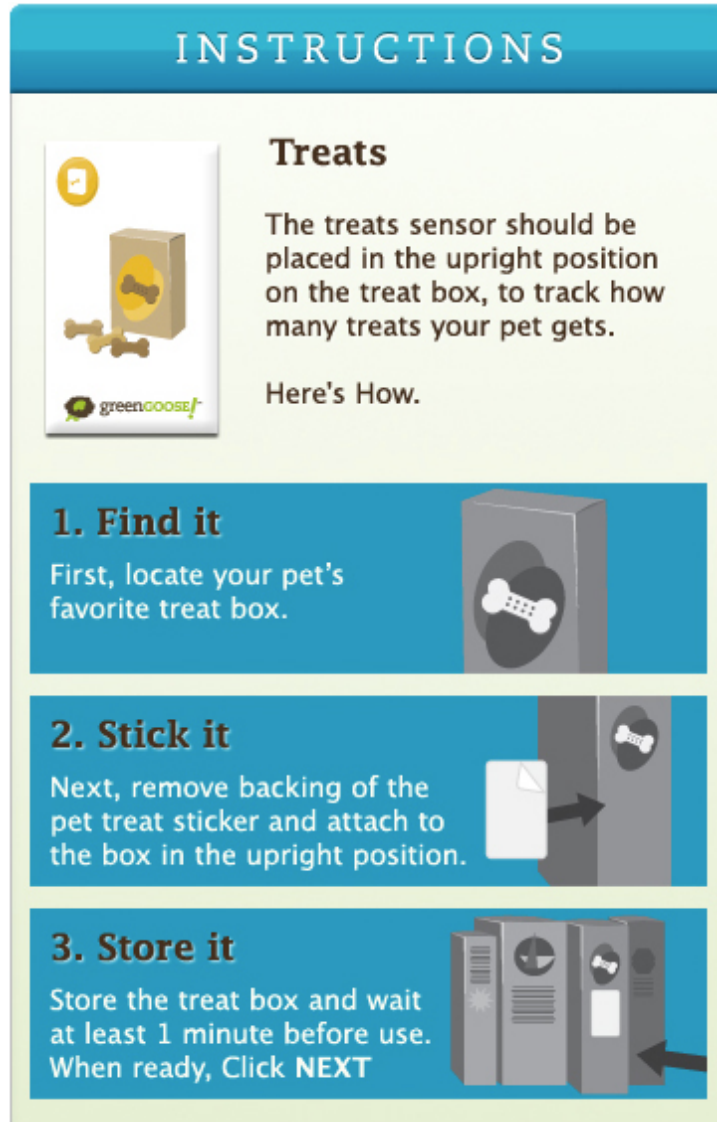 INSTRUCTIONS
Treats
The treats sensor should be
placed in the upright position
on the treat box, to track how
many treats your pet gets.
Here's How.
greenGOOSE!™
1. Find it
First, locate your pet's
favorite treat box.
2. Stick it
Next, remove backing of the
pet treat sticker and attach to
the box in the upright position.
3. Store it
Store the treat box and wait
at least 1 minute before use.
When ready, Click NEXT